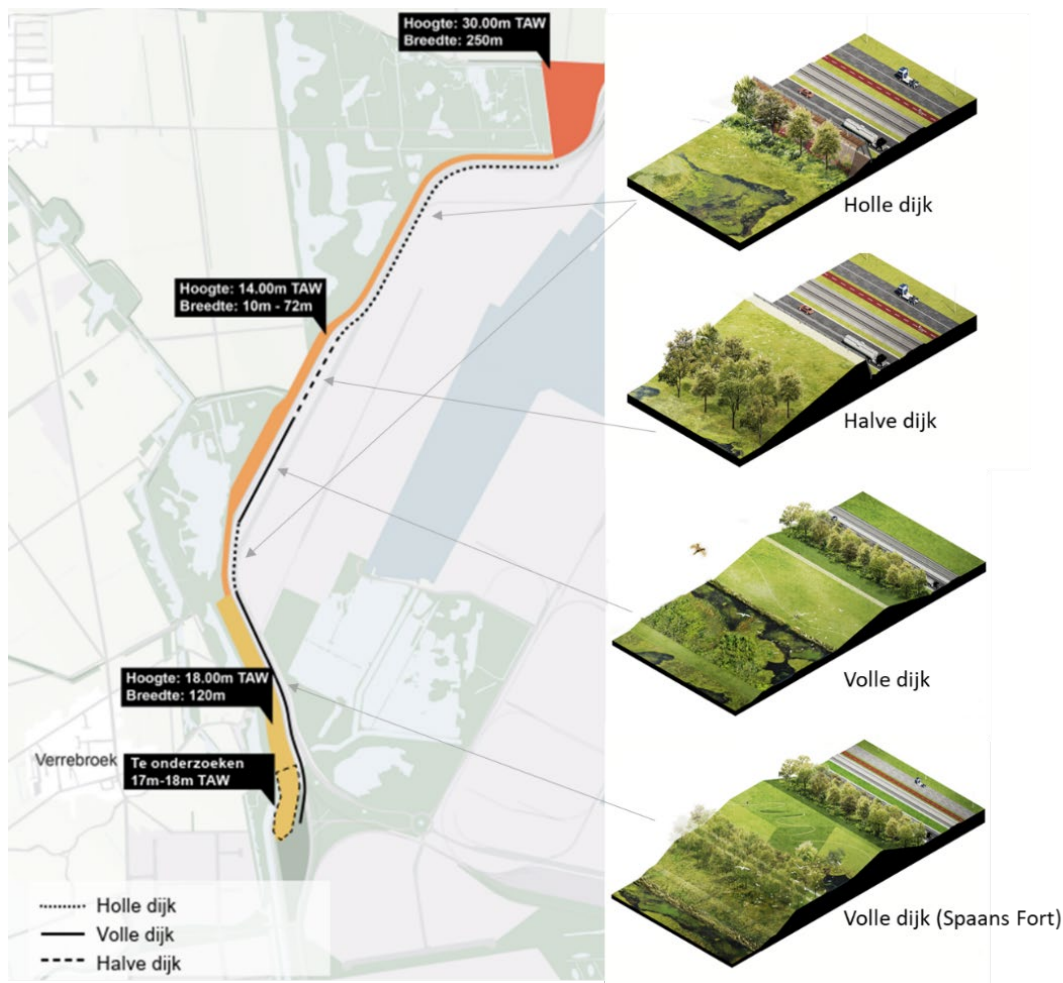 Hoogte: 30.00m TAW
Breedte: 250m
Holle dijk
Hoogte: 14.00m TAW
Breedte: 10m - 72m
Halve dijk
Volle dijk
Hoogte: 18.00m TAW
Breedte: 120m
Verrebroek
Te onderzoeken
17m-18m TAW
Volle dijk (Spaans Fort)
Holle dijk
Volle dijk
Halve dijk